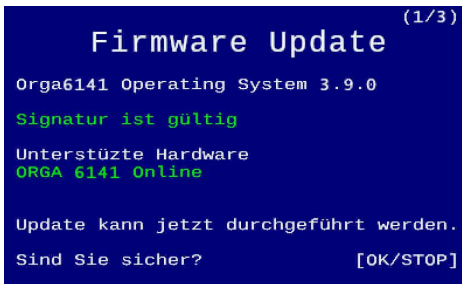 (1/3)
Firmware Update
Orga6141 Operating System 3.9.0
Signatur ist gültig
Unterstüzte Hardware
ORGA 6141 Online
Update kann jetzt durchgeführt werden.
Sind Sie sicher? [OK/STOP]